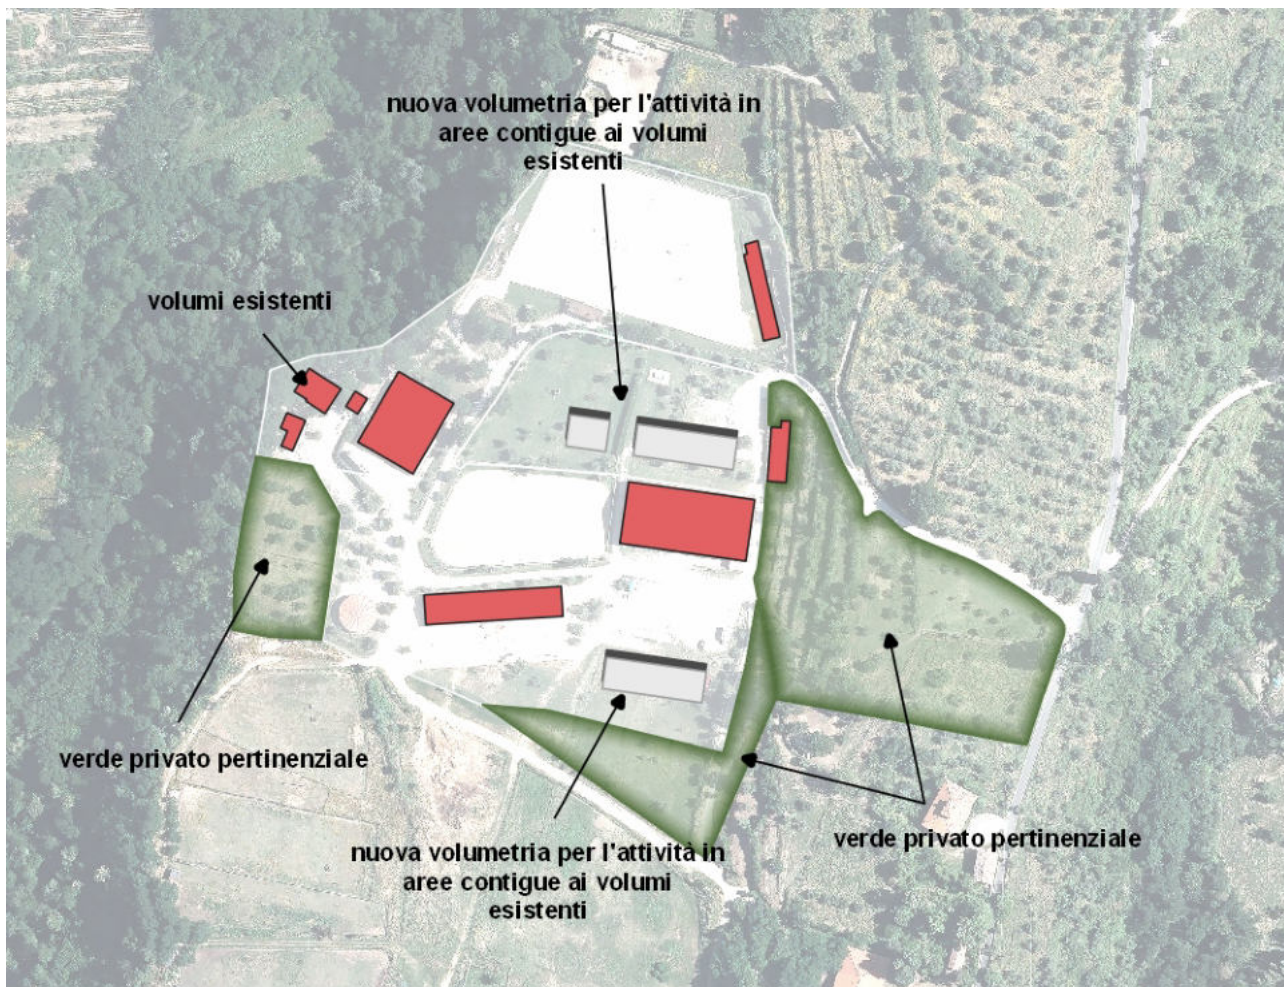 nuova volumetria per l'attività in
aree contigue ai volumi
esistenti
volumi esistenti
verde privato pertinenziale
verde privato pertinenziale
nuova volumetria per l'attività in
aree contigue ai volumi
esistenti